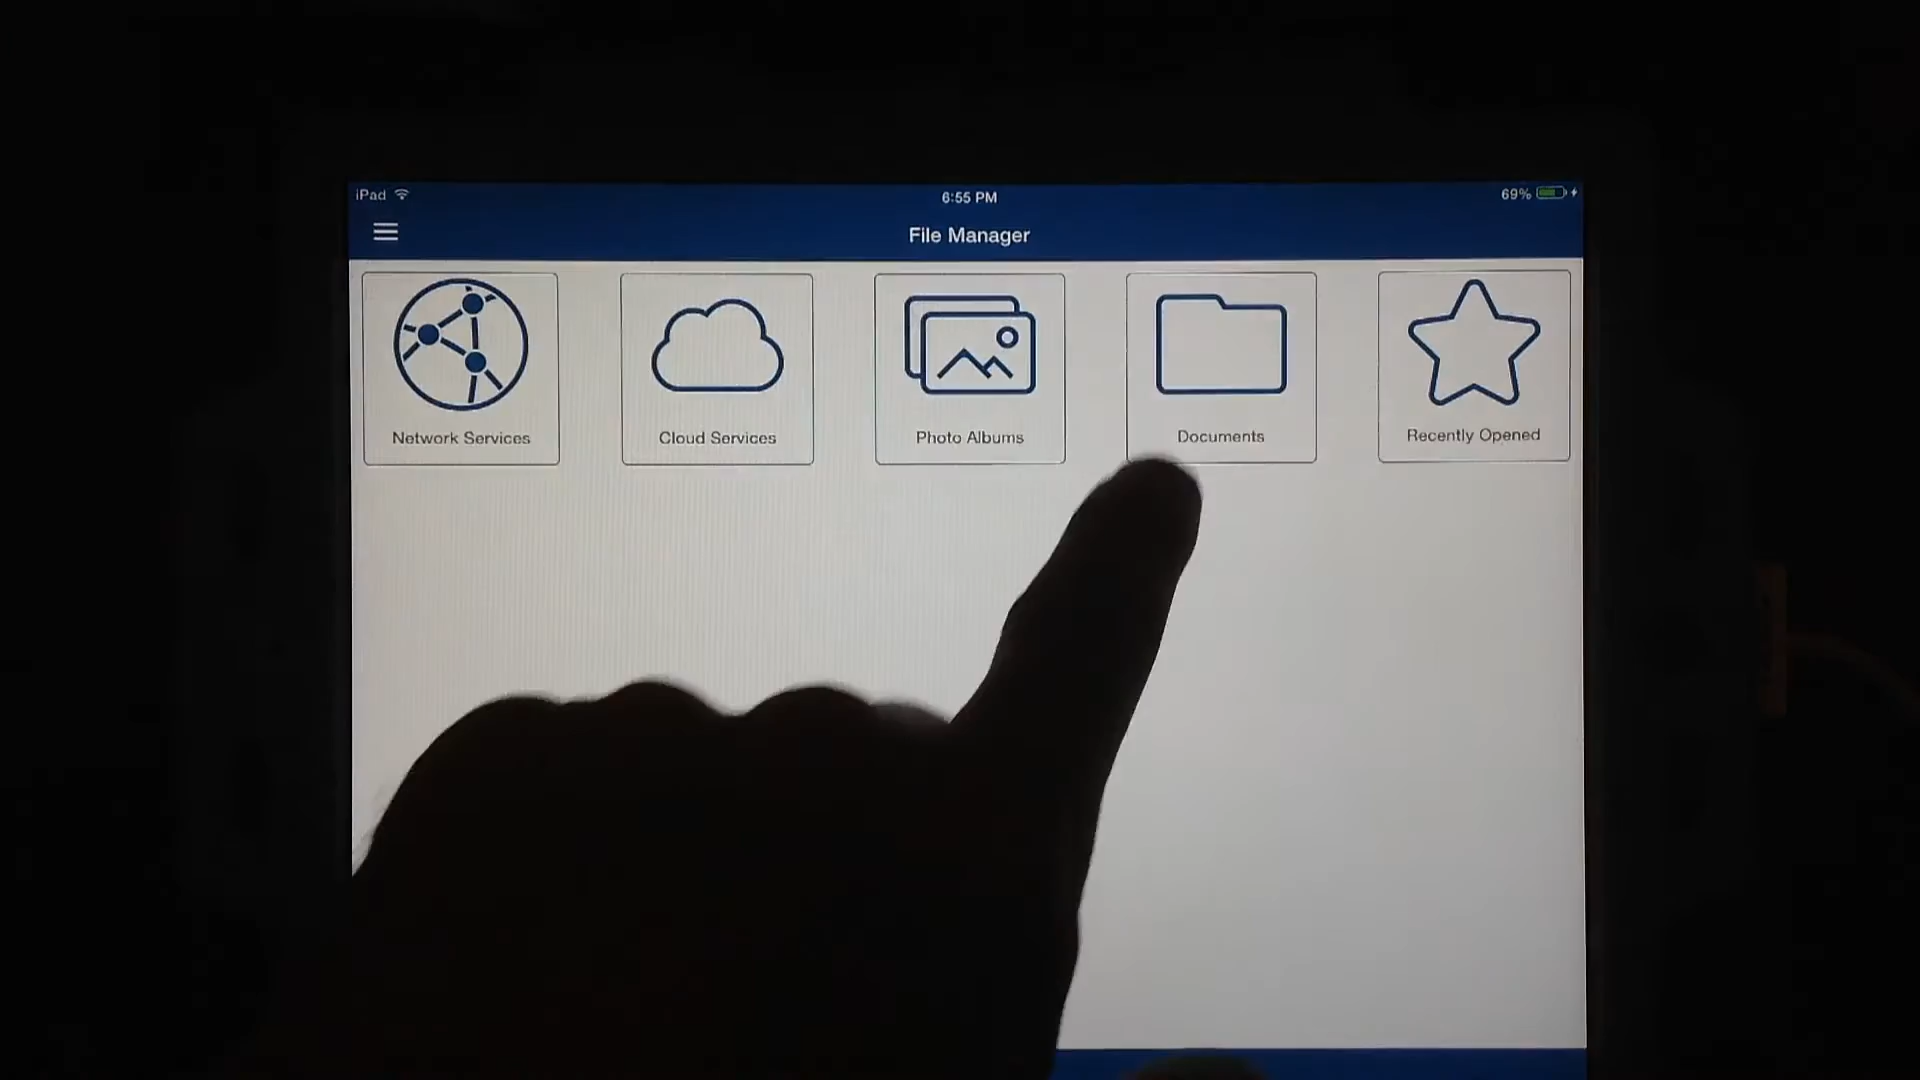 iPad
6:55 PM
69%
File Manager
Network Services
Cloud Services
Photo Albums
Documents
Recently Opened